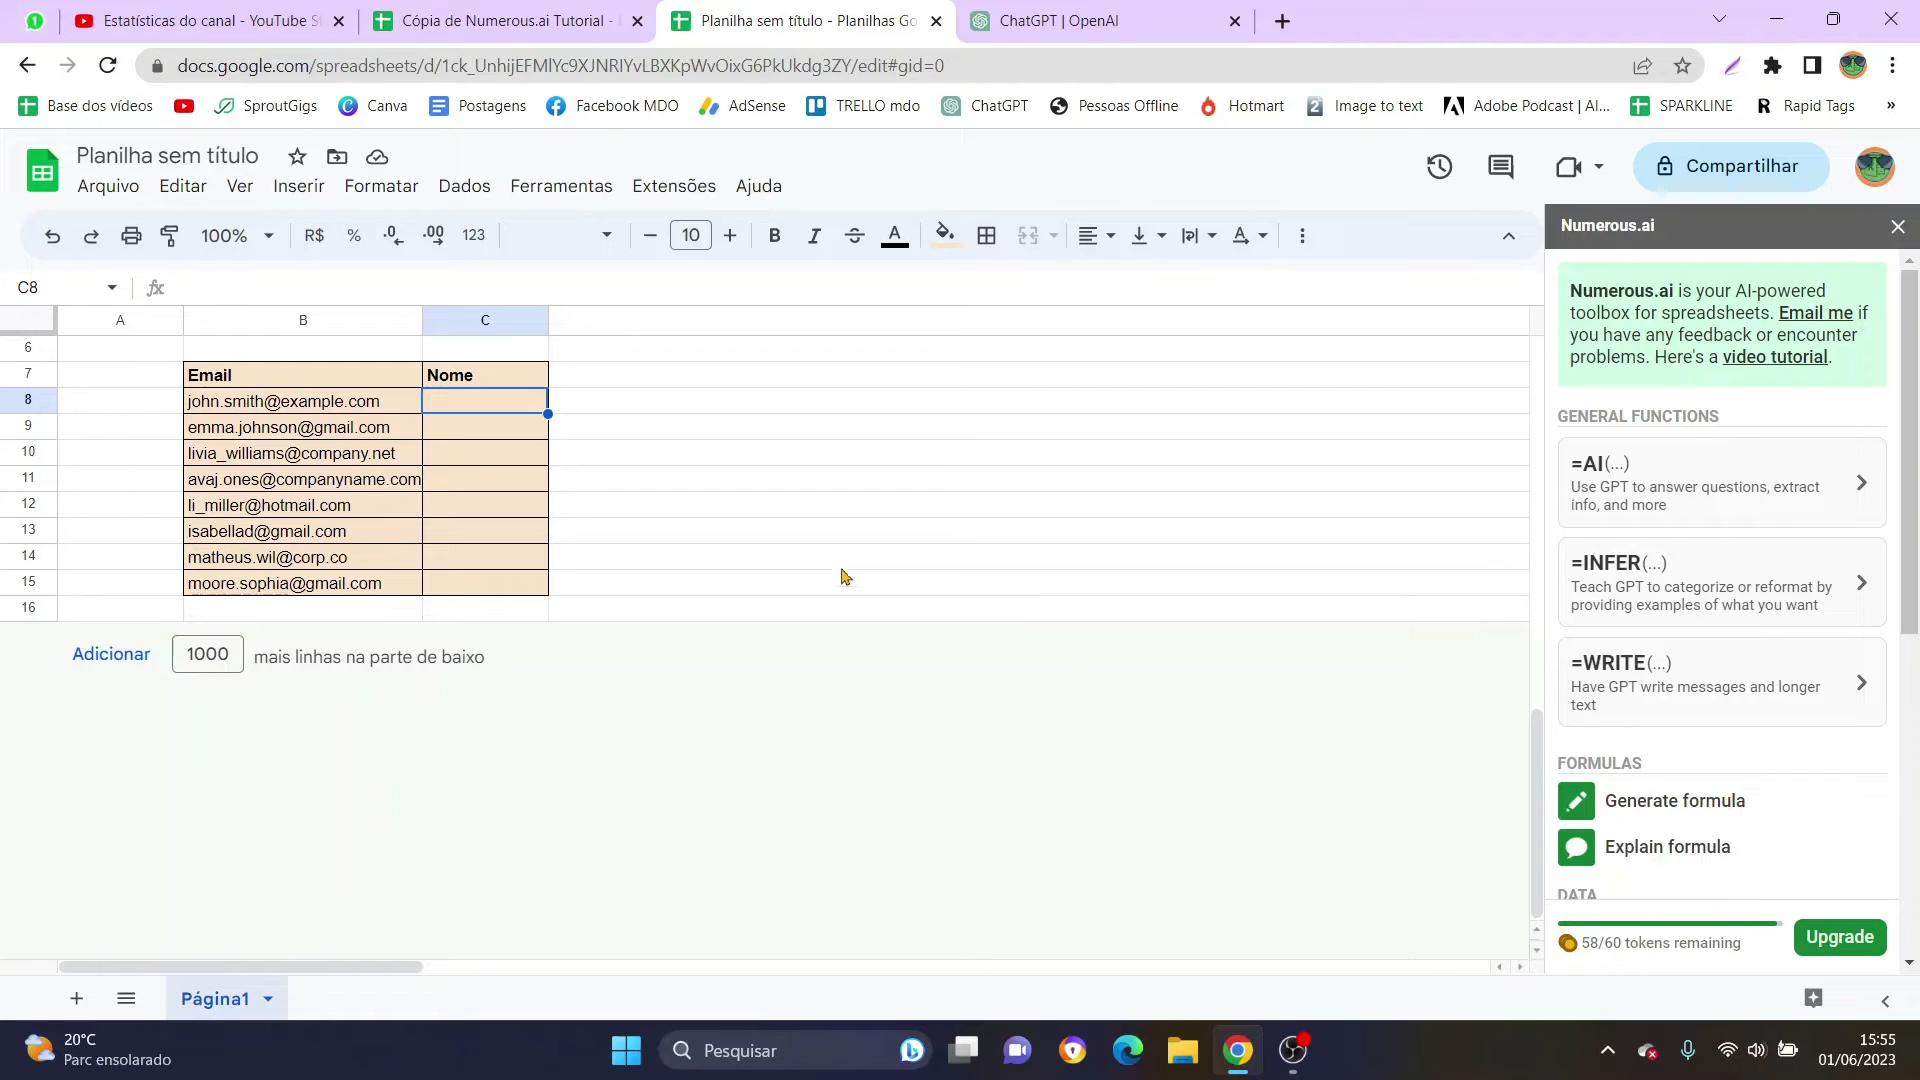 1
Estatísticas do canal - YouTube S
Cópia de Numerous.ai Tutorial -
Planilha sem título - Planilhas Go
ChatGPT | OpenAI
docs.google.com/spreadsheets/d/1ck_UnhijEFMlYc9XJNRIYvLBXKpWvOixG6PkUkdg3ZY/edit#gid=0
Base dos vídeos
SproutGigs
Canva
Postagens
Facebook MDO
AdSense
TRELLO mdo
ChatGPT
Pessoas Offline
Hotmart
2
Image to text
Adobe Podcast | Al...
SPARKLINE
R
Rapid Tags
»
Planilha sem título
Arquivo
Editar
Ver
Inserir
Formatar
Dados
Ferramentas
Extensões
Ajuda
Compartilhar
100%
R$
%
.0
.00
123
10
B
I
S
A
C8
fx
A
B
C
6
7
Email
Nome
8
john.smith@example.com
9
emma.johnson@gmail.com
10
livia_williams@company.net
11
avaj.ones@companyname.com
12
li_miller@hotmail.com
13
isabellad@gmail.com
14
matheus.wil@corp.co
15
moore.sophia@gmail.com
16
Adicionar
1000
mais linhas na parte de baixo
Numerous.ai
Numerous.ai is your AI-powered
toolbox for spreadsheets. Email me if
you have any feedback or encounter
problems. Here's a video tutorial.
GENERAL FUNCTIONS
=AI(...)
Use GPT to answer questions, extract
info, and more
=INFER(...)
Teach GPT to categorize or reformat by
providing examples of what you want
=WRITE(...)
Have GPT write messages and longer
text
FORMULAS
Generate formula
Explain formula
DATA
58/60 tokens remaining
Upgrade
Página1
20°C
Parc ensolarado
Pesquisar
15:55
01/06/2023